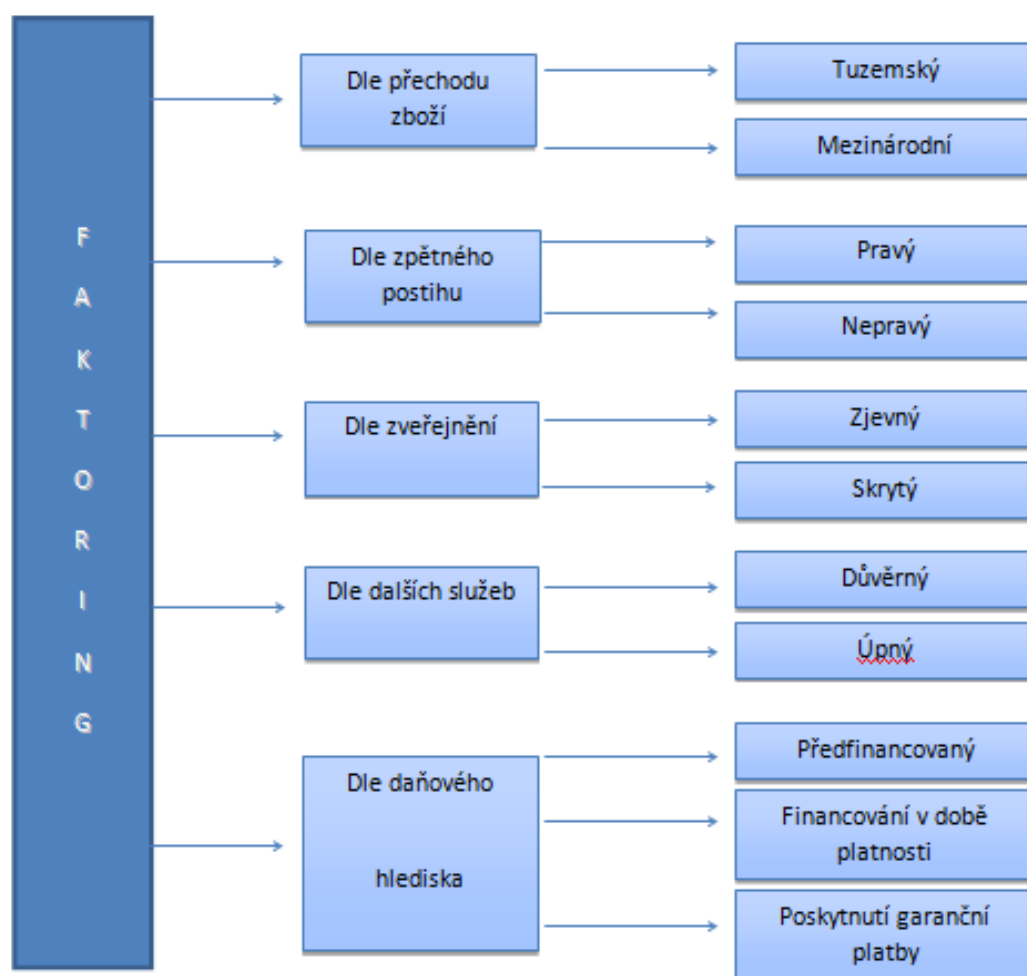 FAKTORING
Dle přechodu
zboží
Tuzemský
Mezinárodní
Dle zpětného
postihu
Pravý
Nepravý
Dle zveřejnění
Zjevný
Skrytý
Dle dalších služeb
Důvěrný
Úpný
Dle daňového
hlediska
Předfinancovaný
Financování v době
platnosti
Poskytnutí garanční
platby